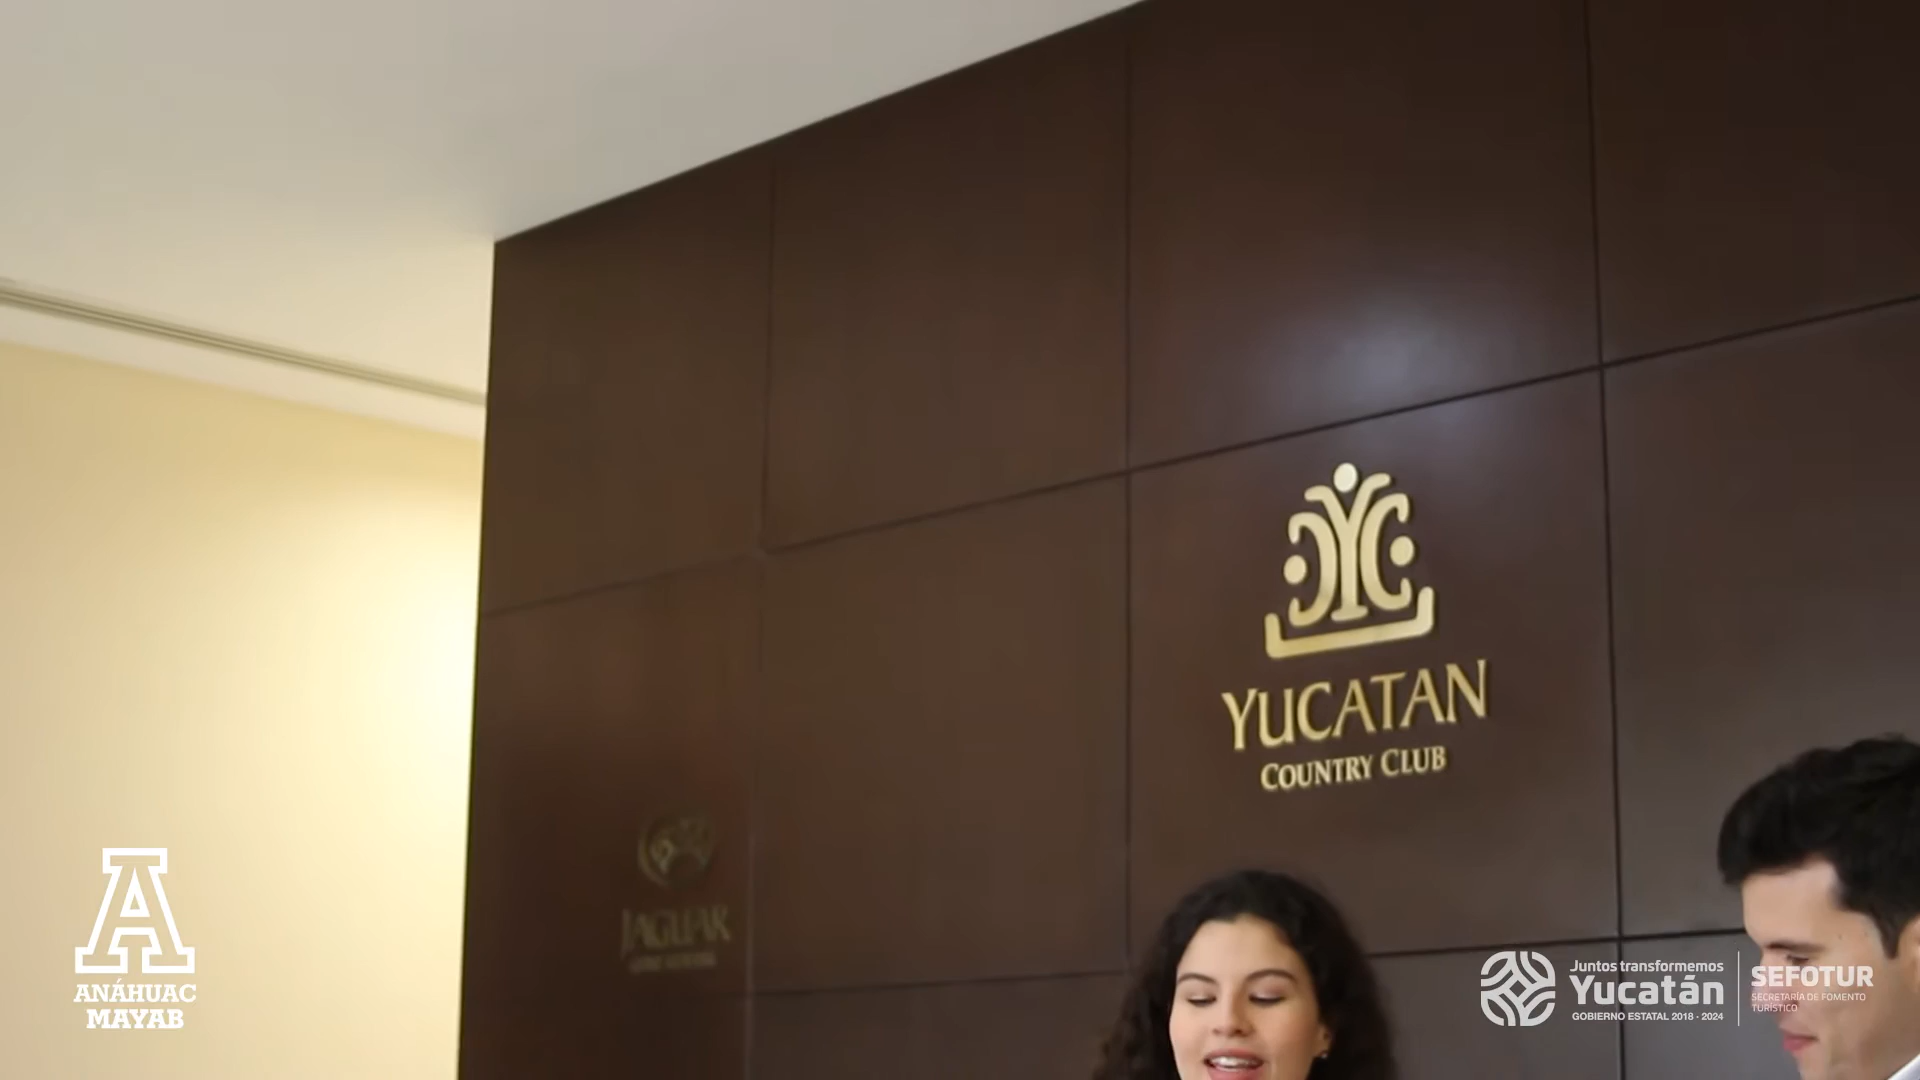 YUCATAN
COUNTRY CLUB
JAGUAR
ANÁHUAC
MAYAB
Juntos transformemos
Yucatán
GOBIERNO ESTATAL 2018 - 2024
SEFOTUR
SECRETARÍA DE FOMENTO
TURÍSTICO